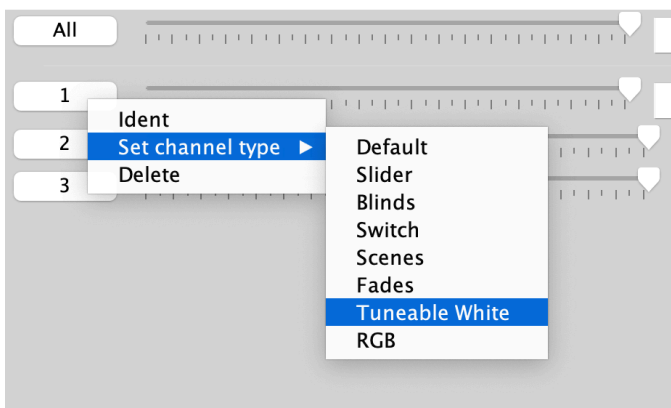 All
1
Ident
2
Set channel type
Delete
3
Default
Slider
Blinds
Switch
Scenes
Fades
Tuneable White
RGB